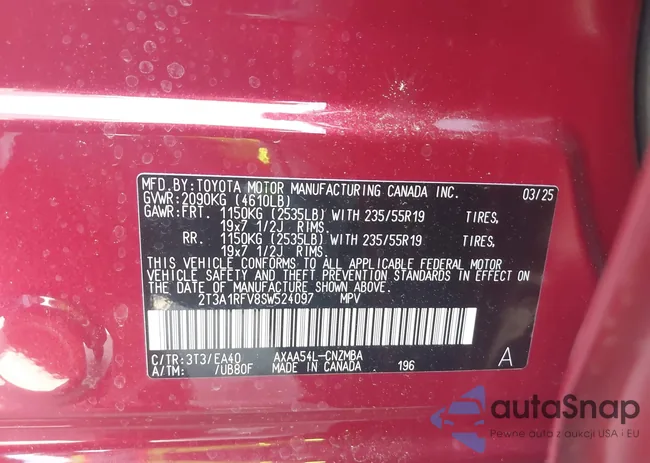 MFD.BY:TOYOTA MOTOR MANUFACTURING CANADA INC. 03/25
GVWR:2090KG (4610LB)
GAWR:FRT. 1150KG (2535LB) WITH 235/55R19 TIRES,
19x7 1/2J RIMS.
RR. 1150KG (2535LB) WITH 235/55R19 TIRES,
19x7 1/2J RIMS.
THIS VEHICLE CONFORMS TO ALL APPLICABLE FEDERAL MOTOR
VEHICLE SAFETY AND THEFT PREVENTION STANDARDS IN EFFECT ON
THE DATE OF MANUFACTURE SHOWN ABOVE.
2T3A1RFV8SW524097 MPV
C/TR:3T3/EA40 AXAA54L-CNZMBA
A/TM: /UB80F MADE IN CANADA 196 A
autaSnap
Pewne auta z aukcji USA i EU